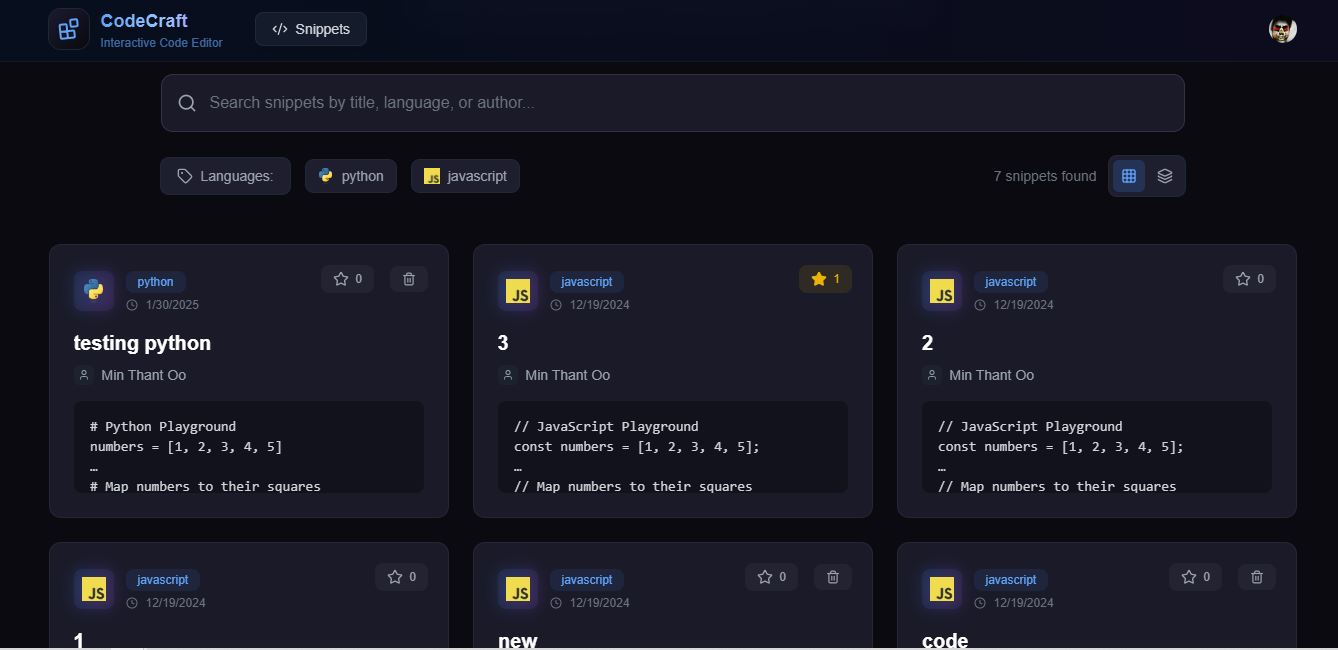 CodeCraft
Interactive Code Editor
</> Snippets
Search snippets by title, language, or author...
Languages:
python
JS javascript
7 snippets found
python
0
1/30/2025
testing python
Min Thant Oo
# Python Playground
numbers = [1, 2, 3, 4, 5]
…
# Map numbers to their squares
JS
javascript
1
12/19/2024
3
Min Thant Oo
// JavaScript Playground
const numbers = [1, 2, 3, 4, 5];
…
// Map numbers to their squares
JS
javascript
0
12/19/2024
2
Min Thant Oo
// JavaScript Playground
const numbers = [1, 2, 3, 4, 5];
…
// Map numbers to their squares
JS
javascript
0
12/19/2024
1
JS
javascript
0
12/19/2024
new
JS
javascript
0
12/19/2024
code